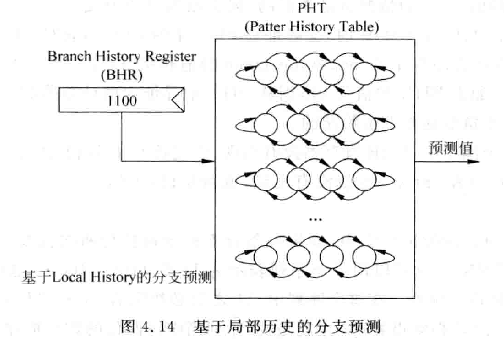 PHT
(Patter History Table)
Branch History Register
(BHR)
1100
预测值
...
基于Local History的分支预测
图 4.14 基于局部历史的分支预测